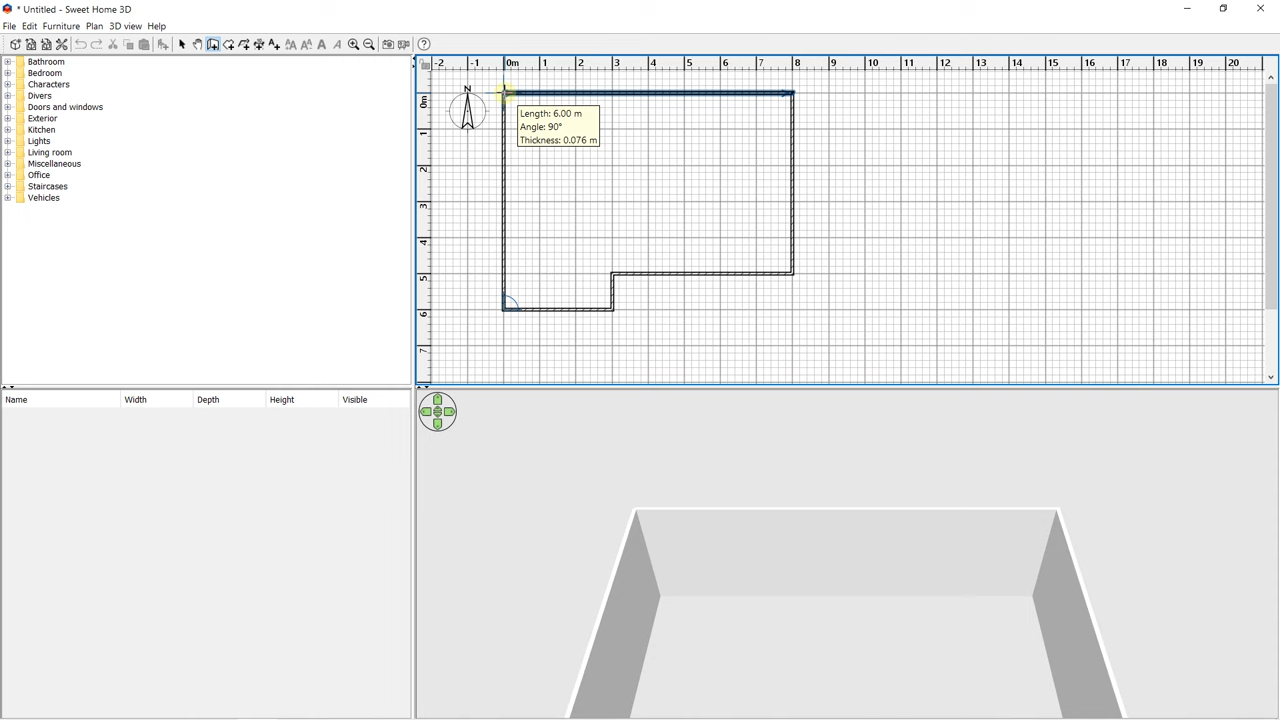 * Untitled - Sweet Home 3D
File Edit Furniture Plan 3D view Help
Bathroom
Bedroom
Characters
Divers
Doors and windows
Exterior
Kitchen
Lights
Living room
Miscellaneous
Office
Staircases
Vehicles
-2 -1 0m 1 2 3 4 5 6 7 8 9 10 11 12 13 14 15 16 17 18 19 20
0m
1
2
3
4
5
6
7
N
Length: 6.00 m
Angle: 90°
Thickness: 0.076 m
Name Width Depth Height Visible